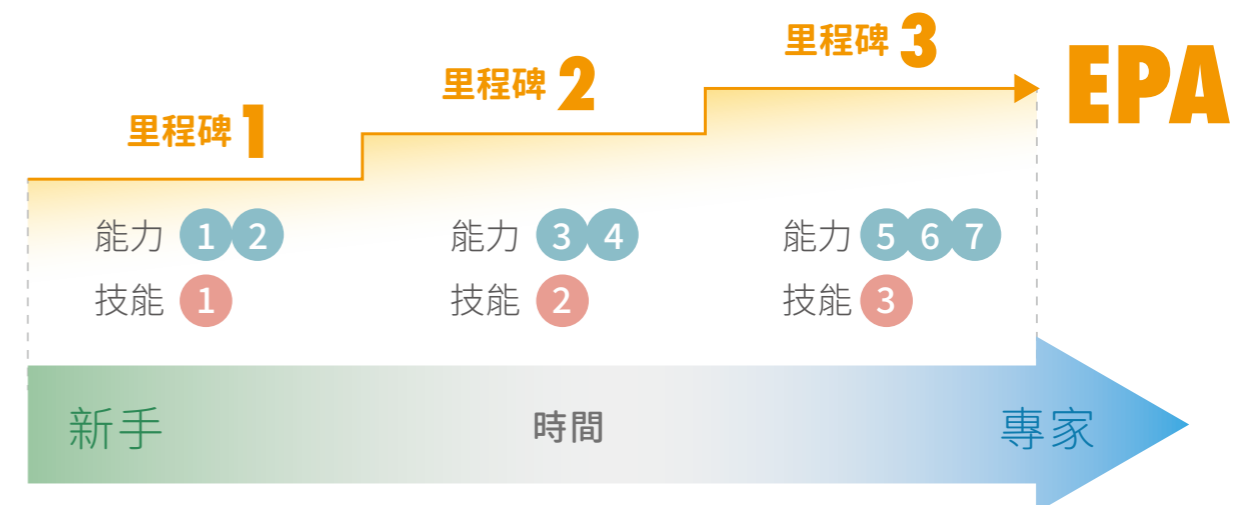 里程碑 1
里程碑 2
里程碑 3
EPA
能力 1 2
技能 1
能力 3 4
技能 2
能力 5 6 7
技能 3
新手
時間
專家